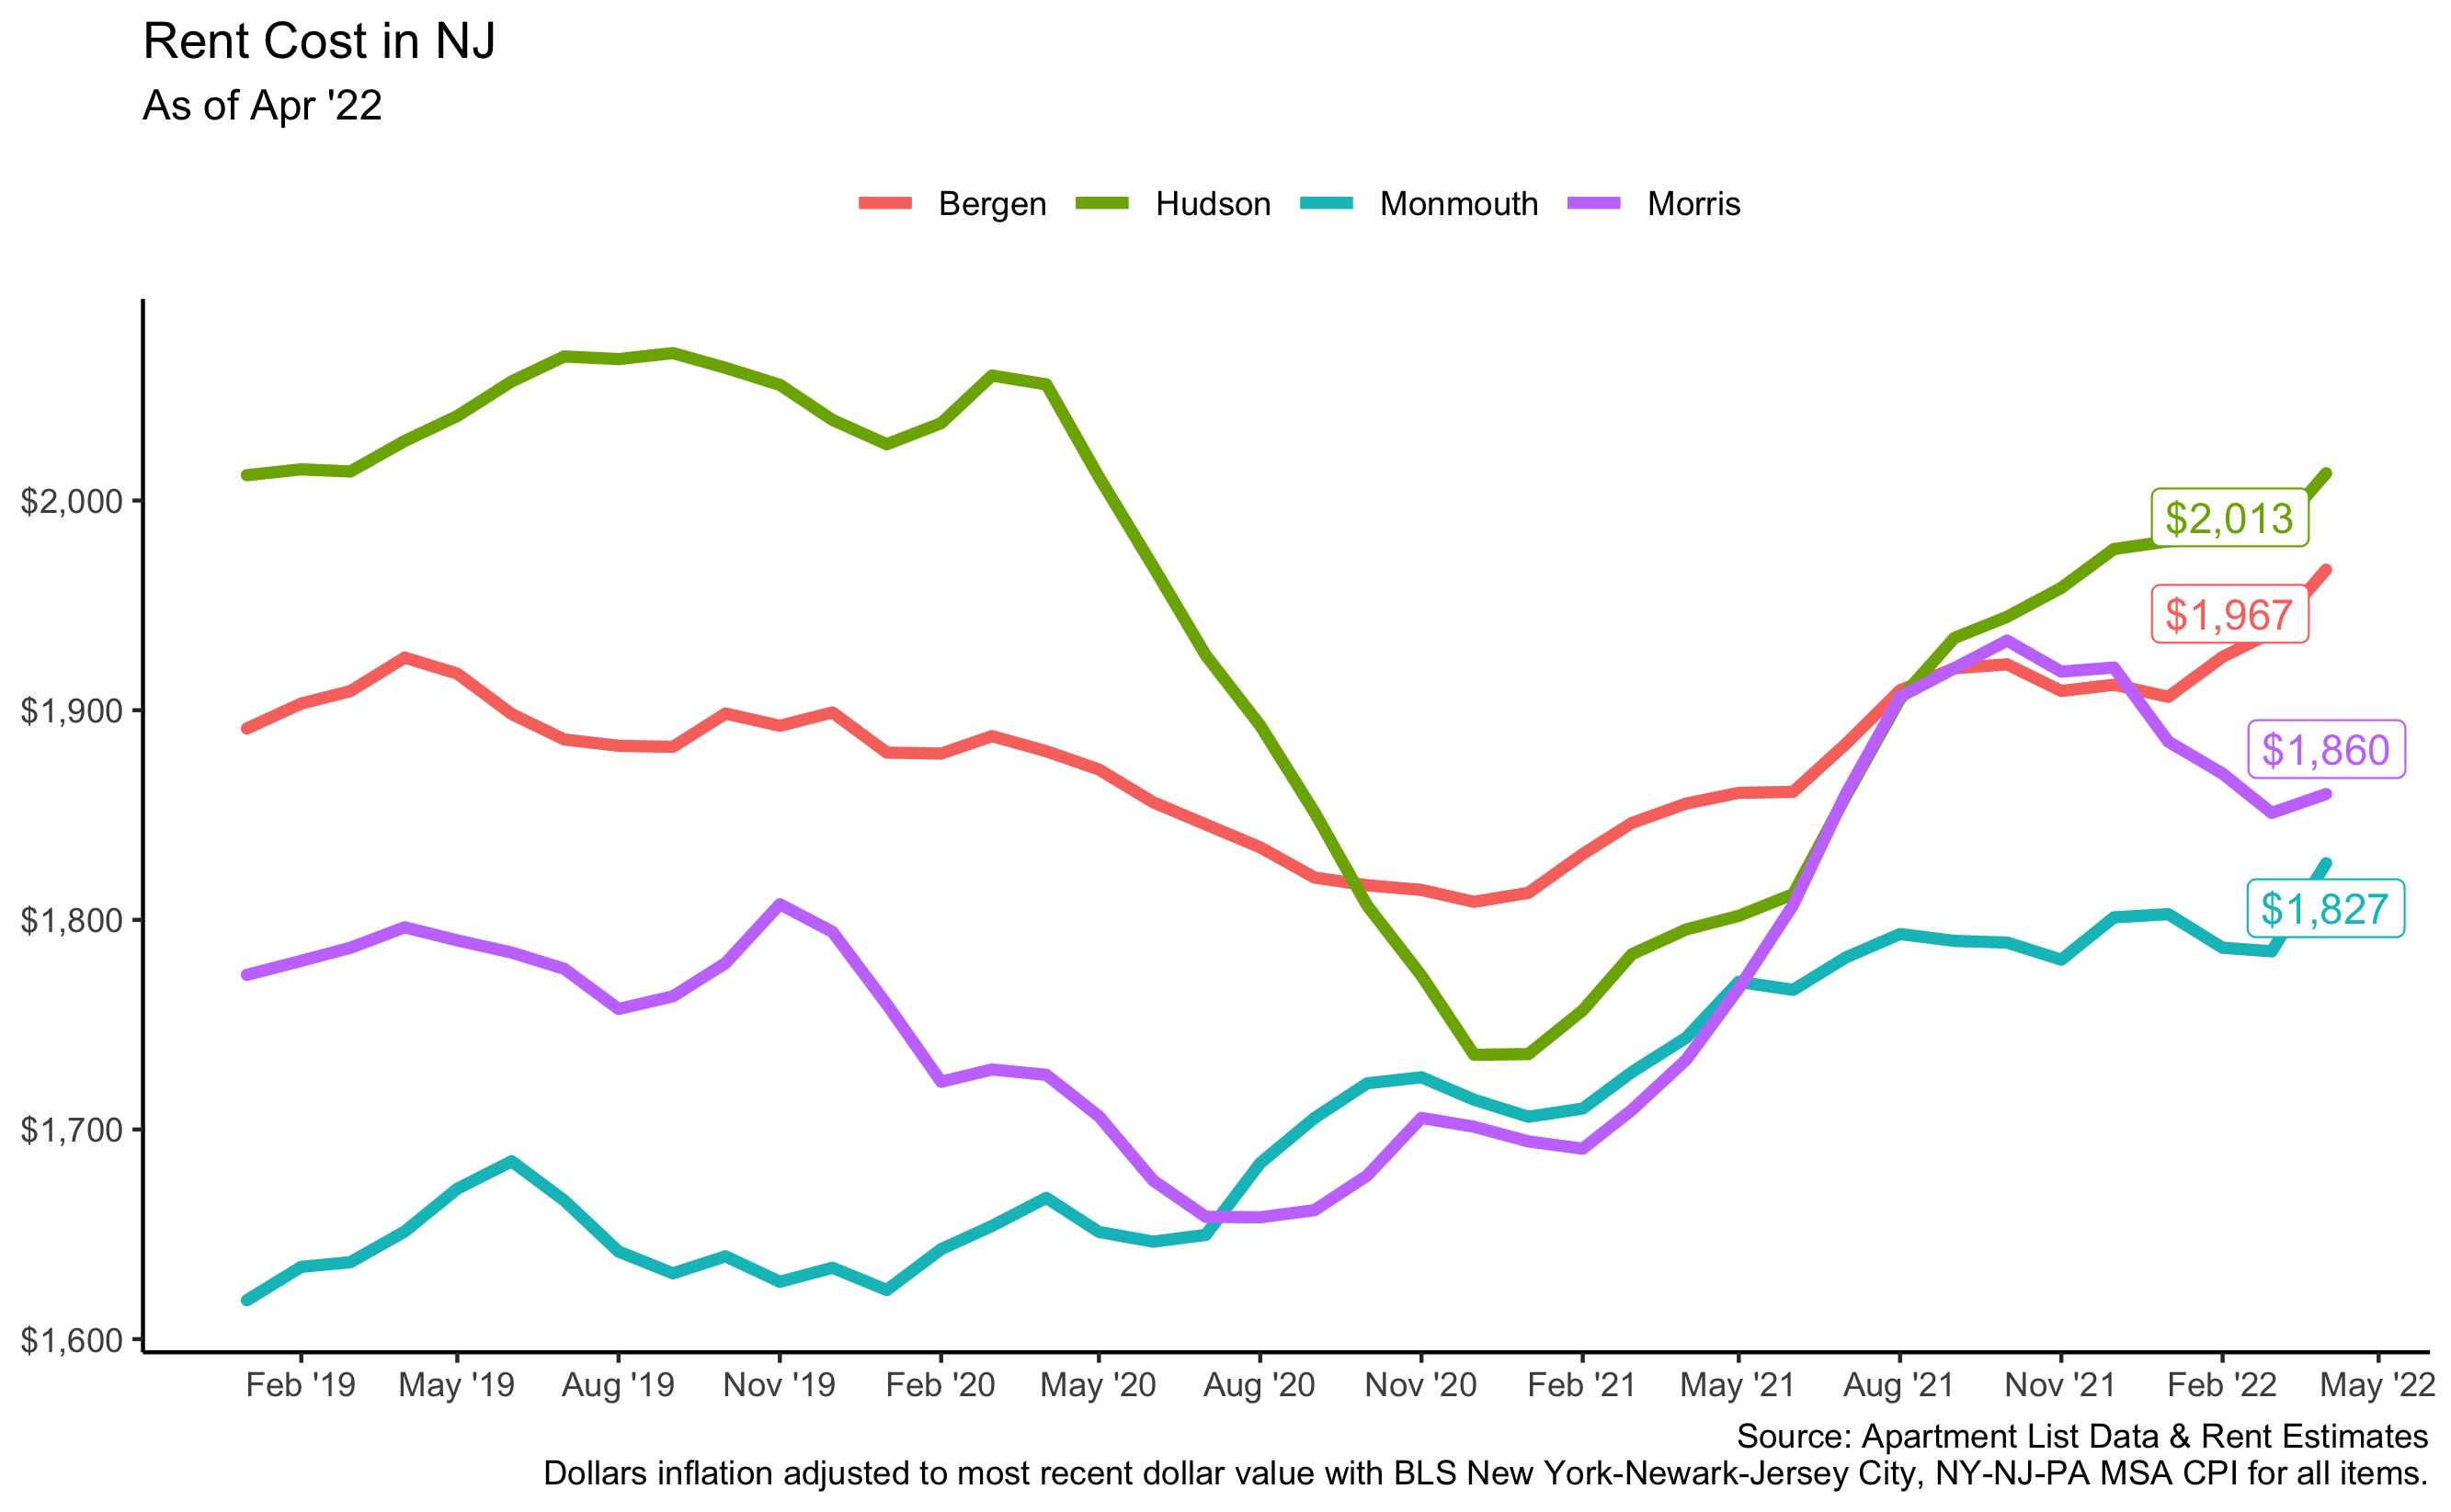 Rent Cost in NJ
As of Apr '22
Bergen Hudson Monmouth Morris
$2,000
$1,900
$1,800
$1,700
$1,600
$2,013
$1,967
$1,860
$1,827
Feb '19 May '19 Aug '19 Nov '19 Feb '20 May '20 Aug '20 Nov '20 Feb '21 May '21 Aug '21 Nov '21 Feb '22 May '22
Source: Apartment List Data & Rent Estimates
Dollars inflation adjusted to most recent dollar value with BLS New York-Newark-Jersey City, NY-NJ-PA MSA CPI for all items.